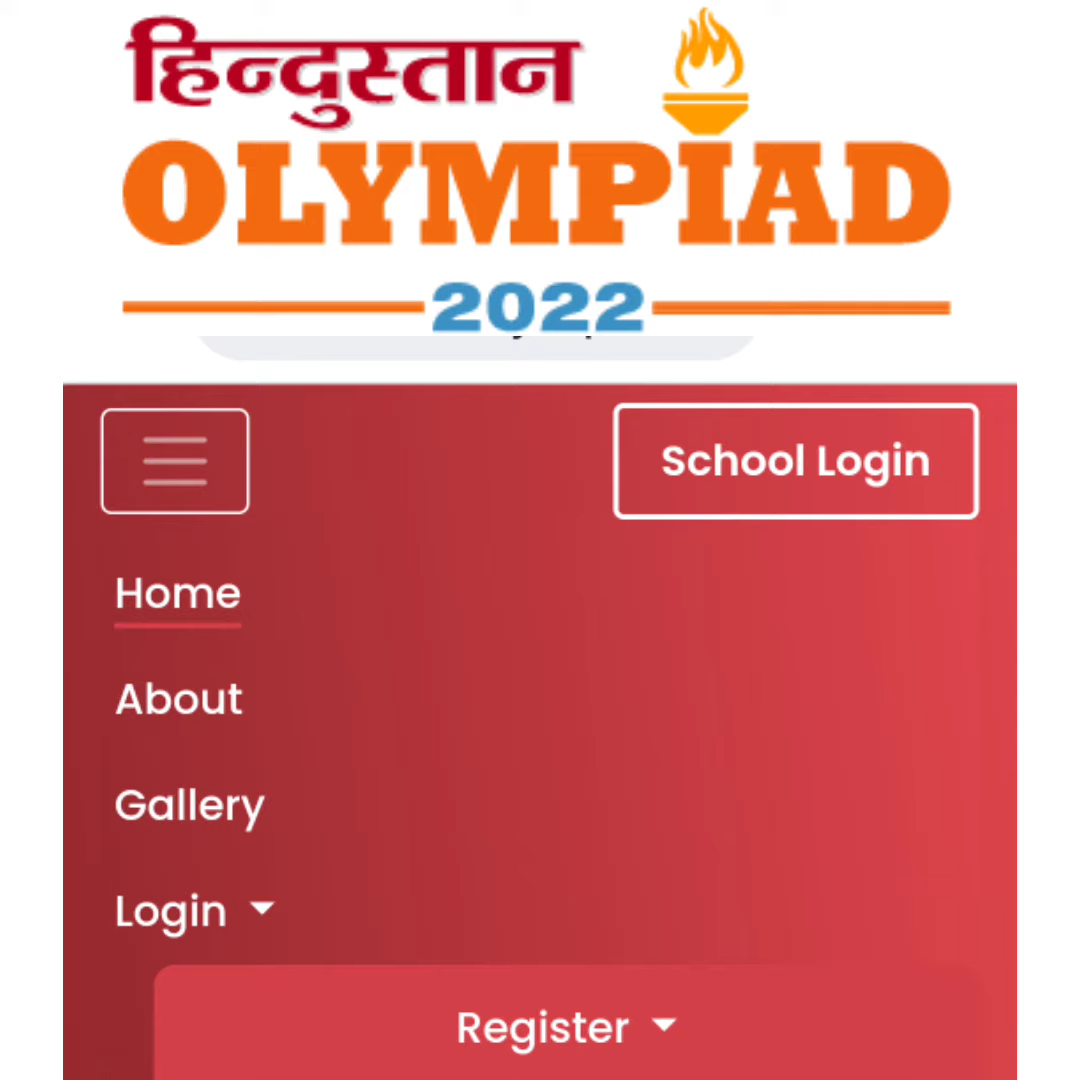 हिन्दुस्तान
OLYMPIAD
2022
School Login
Home
About
Gallery
Login
Register